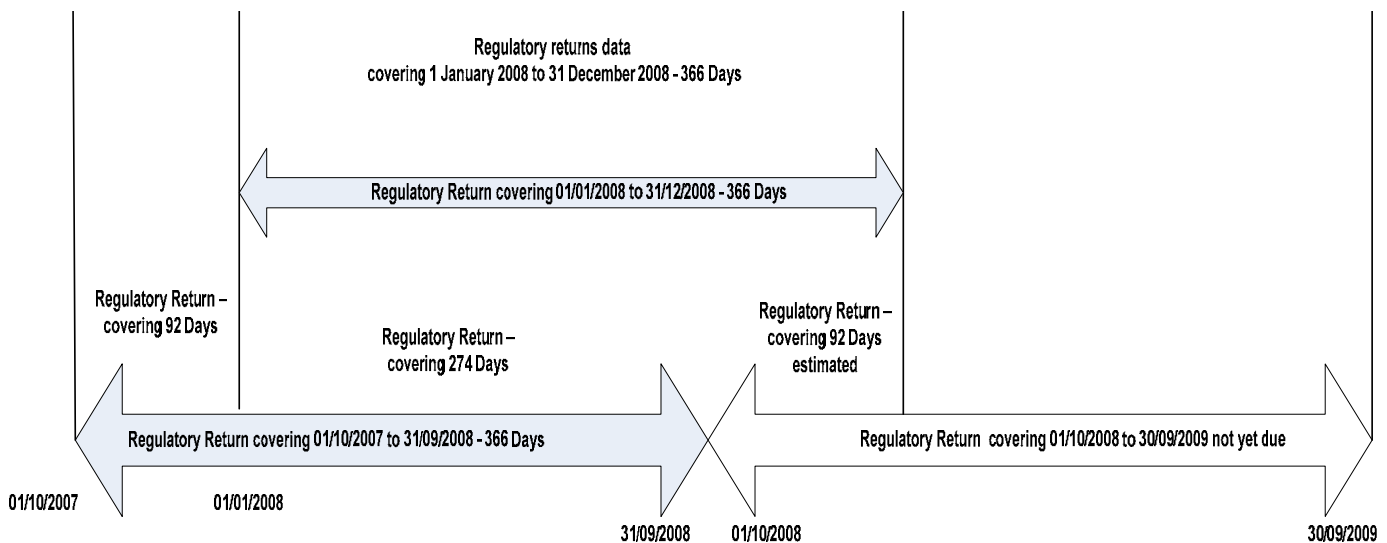 Regulatory returns data
covering 1 January 2008 to 31 December 2008 - 366 Days
Regulatory Return covering 01/01/2008 to 31/12/2008 - 366 Days
Regulatory Return –
covering 92 Days
Regulatory Return –
covering 274 Days
Regulatory Return –
covering 92 Days
estimated
Regulatory Return covering 01/10/2007 to 31/09/2008 - 366 Days
Regulatory Return covering 01/10/2008 to 30/09/2009 not yet due
01/10/2007
01/01/2008
31/09/2008
01/10/2008
30/09/2009